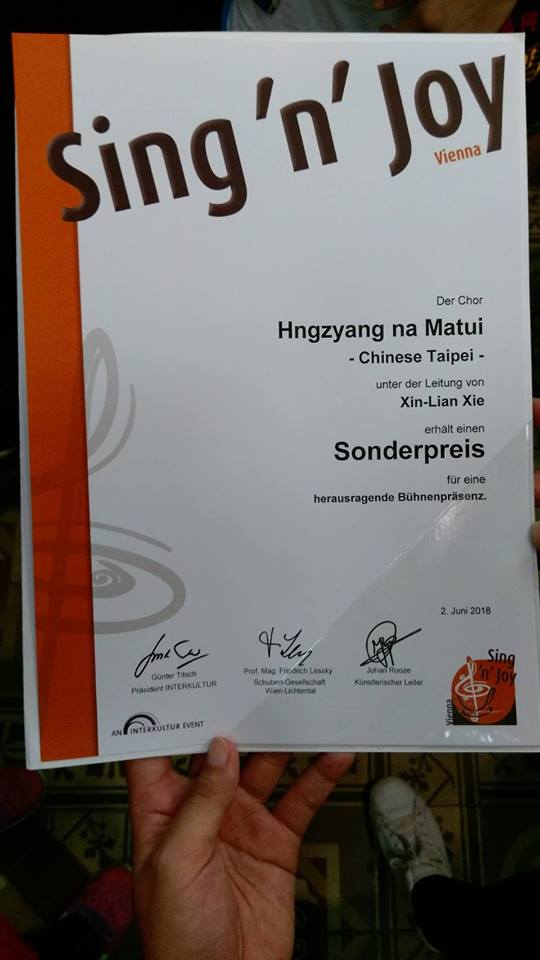 Sing 'n' Joy
Vienna
Der Chor
Hngzyang na Matui
- Chinese Taipei -
unter der Leitung von
Xin-Lian Xie
erhält einen
Sonderpreis
für eine
herausragende Bühnenpräsenz.
2. Juni 2018
Günter Titsch
Präsident INTERKULTUR
Prof. Mag. Friedrich Lessky
Schubert-Gesellschaft
Wien-Lichtental
Johan Rooze
Künstlerischer Leiter
AN INTERKULTUR EVENT
Sing
'n' Joy
Vienna